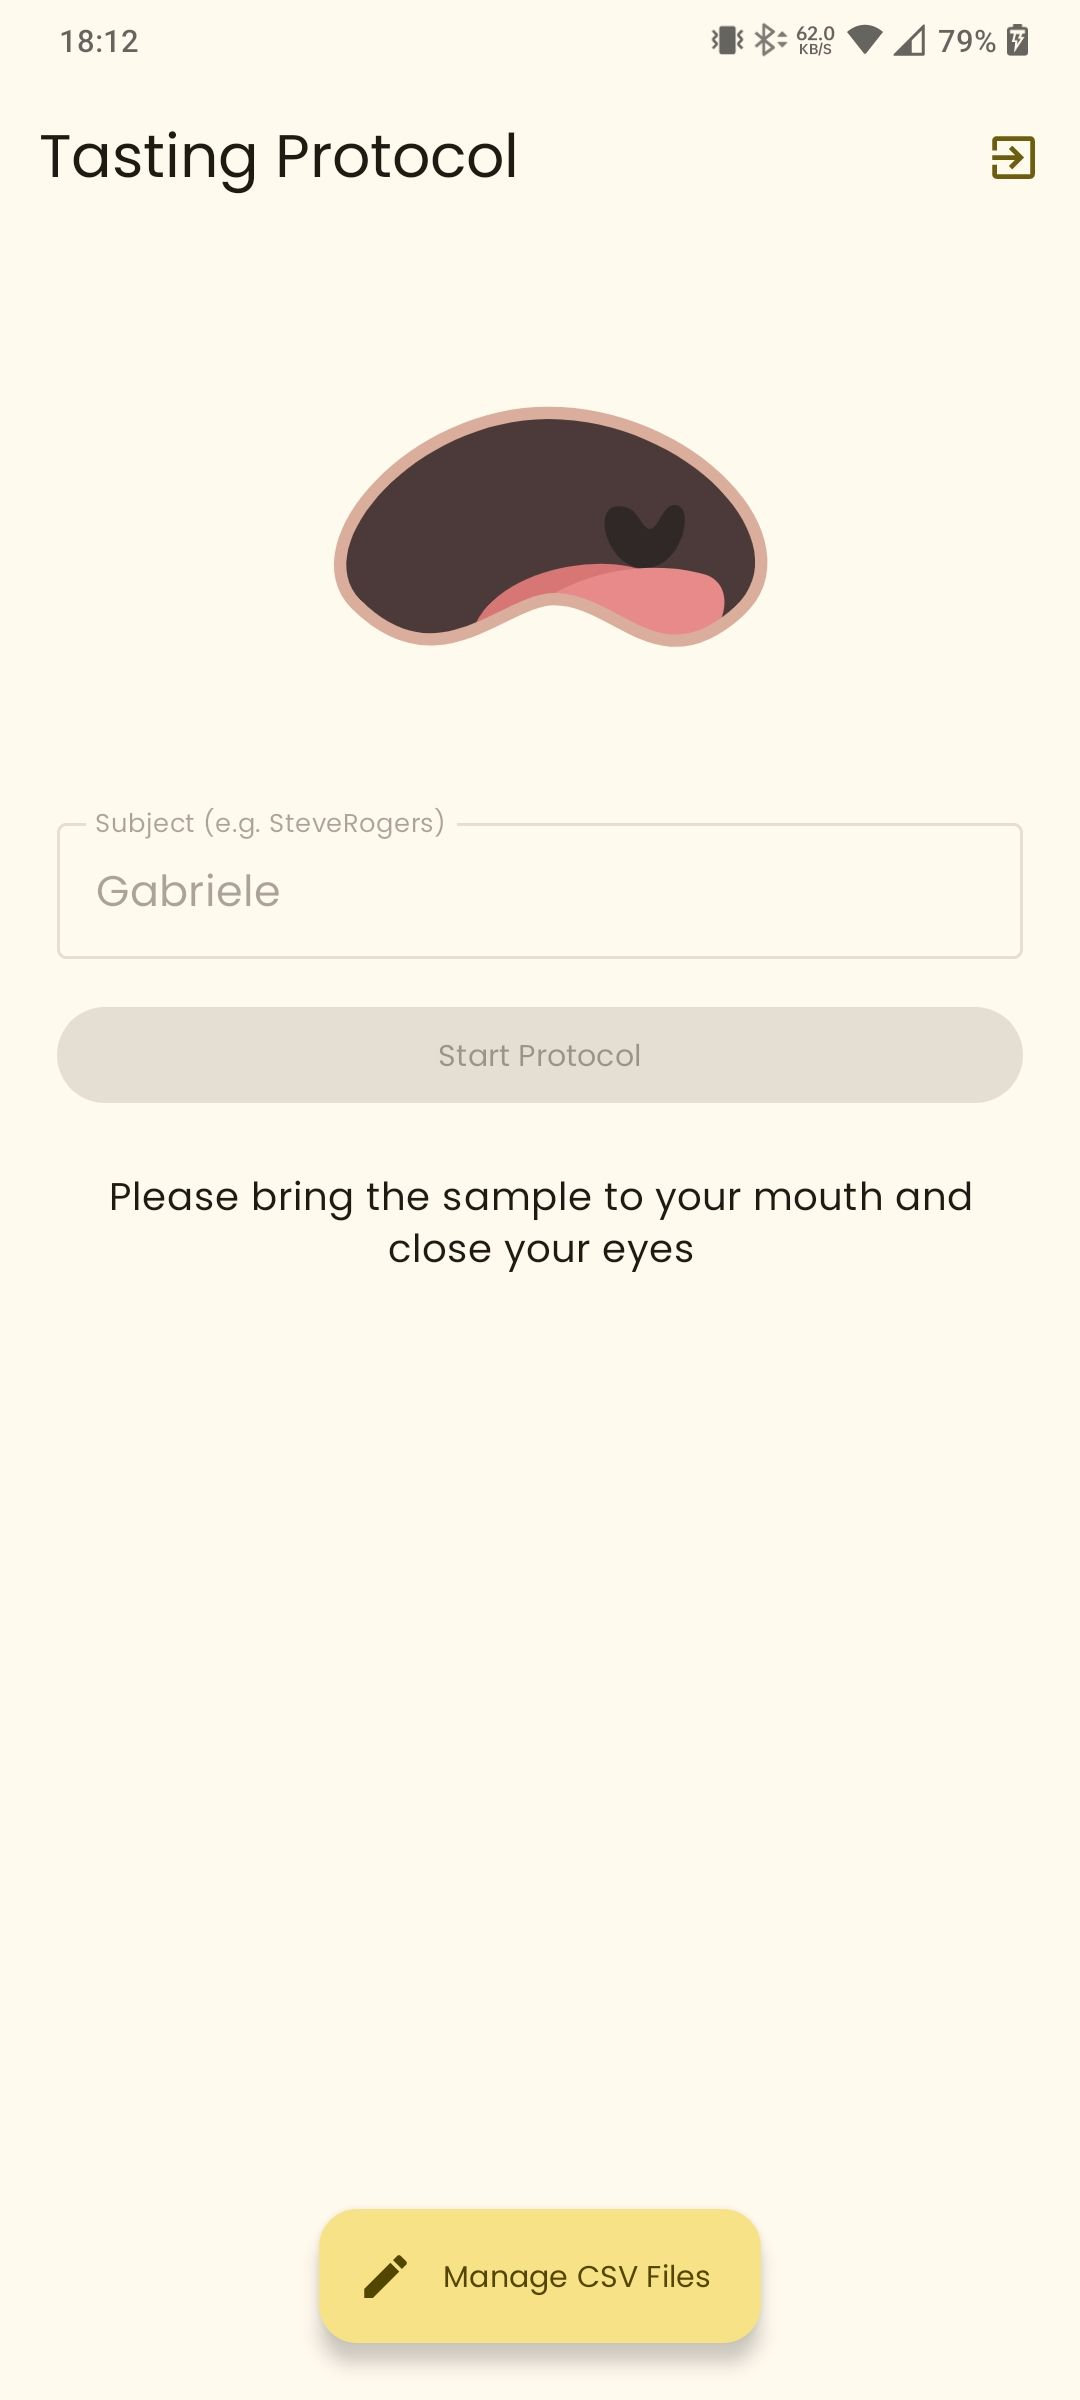 18:12
62.0
KB/S
79%
Tasting Protocol
Subject (e.g. SteveRogers)
Gabriele
Start Protocol
Please bring the sample to your mouth and
close your eyes
Manage CSV Files